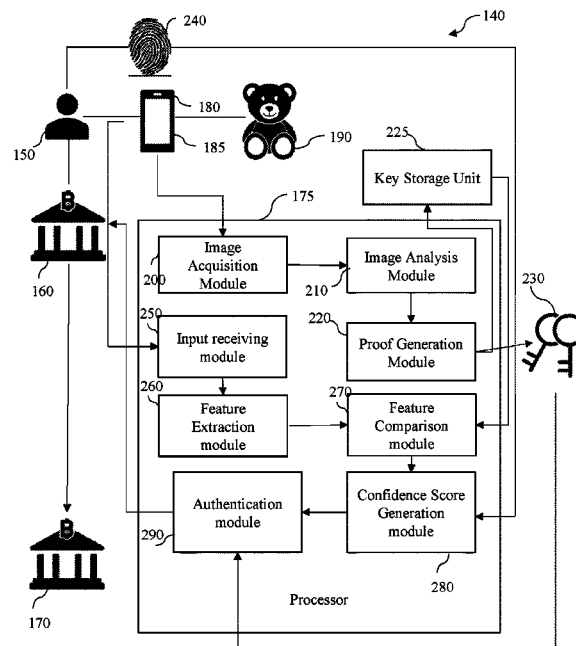 240
140
180
150
185
190
225
Key Storage Unit
B
175
160
Image
Acquisition
Module
200
Image Analysis
Module
210
230
250
Input receiving
module
220
Proof Generation
Module
260
Feature
Extraction
module
270
Feature
Comparison
module
Authentication
module
290
Confidence Score
Generation
module
280
B
170
Processor